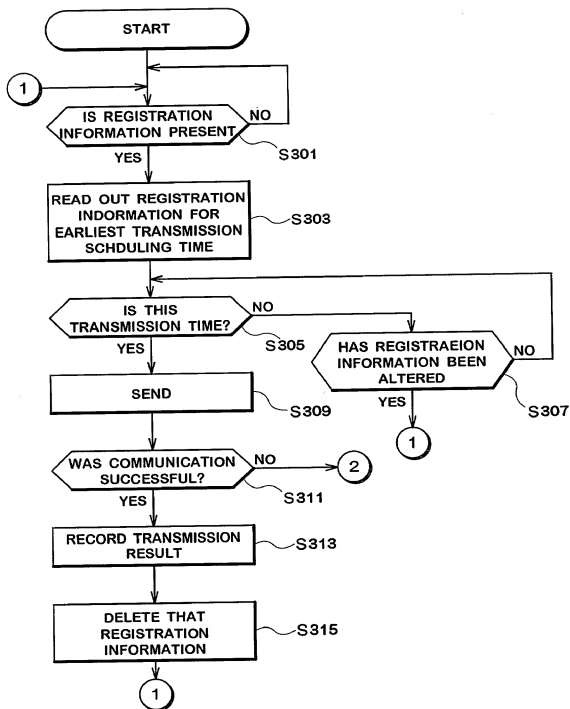 START
1
IS REGISTRATION
INFORMATION PRESENT
NO
S301
YES
READ OUT REGISTRATION
INDORMATION FOR
EARLIEST TRANSMISSION
SCHDULING TIME
S303
IS THIS
TRANSMISSION TIME?
NO
S305
YES
HAS REGISTRAEION
INFORMATION BEEN
ALTERED
NO
S307
YES
1
SEND
S309
WAS COMMUNICATION
SUCCESSFUL?
NO
2
S311
YES
RECORD TRANSMISSION
RESULT
S313
DELETE THAT
REGISTRATION
INFORMATION
S315
1